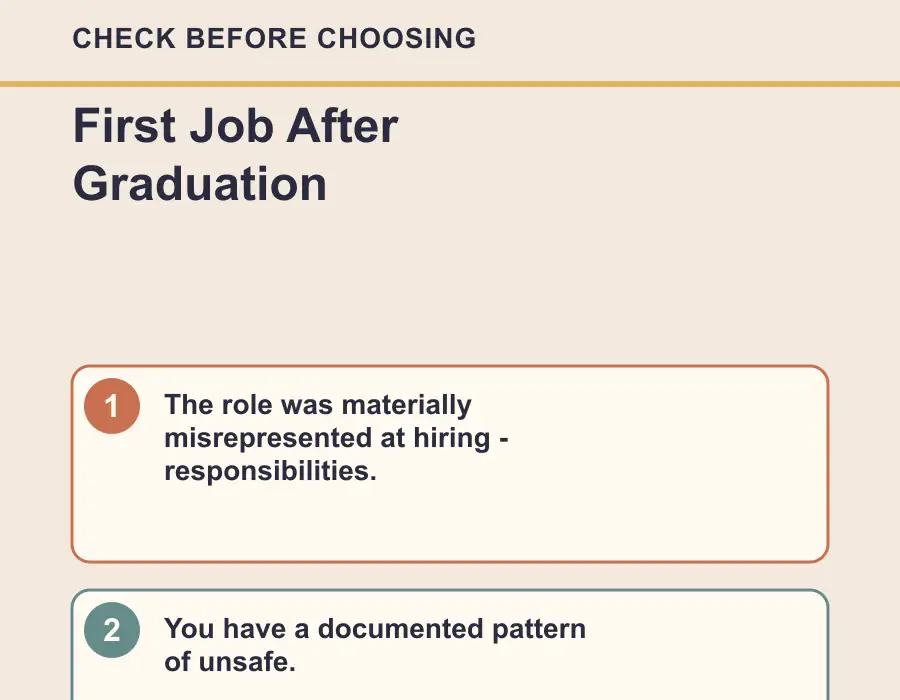 CHECK BEFORE CHOOSING
First Job After
Graduation
1
The role was materially
misrepresented at hiring -
responsibilities.
2
You have a documented pattern
of unsafe.